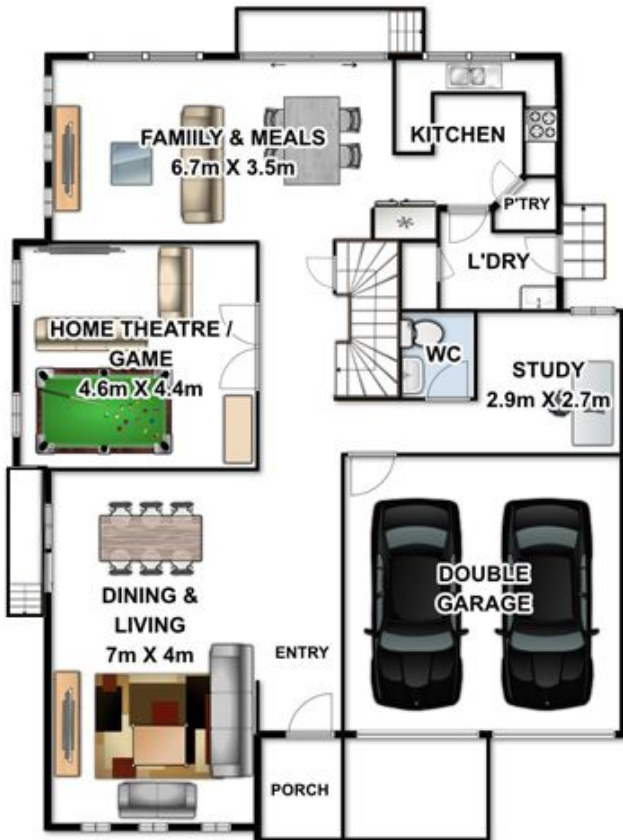 FAMIILY & MEALS
6.7m X 3.5m
KITCHEN
P'TRY
L'DRY
HOME THEATRE /
GAME
4.6m X 4.4m
WC
STUDY
2.9m X 2.7m
DINING &
LIVING
7m X 4m
DOUBLE
GARAGE
ENTRY
PORCH